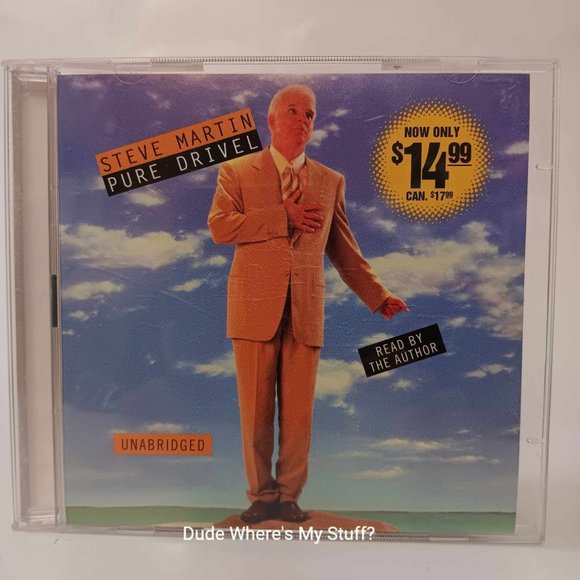 STEVE MARTIN
PURE DRIVEL
NOW ONLY
$14.99
CAN. $17.99
READ BY
THE AUTHOR
UNABRIDGED
Dude Where's My Stuff?